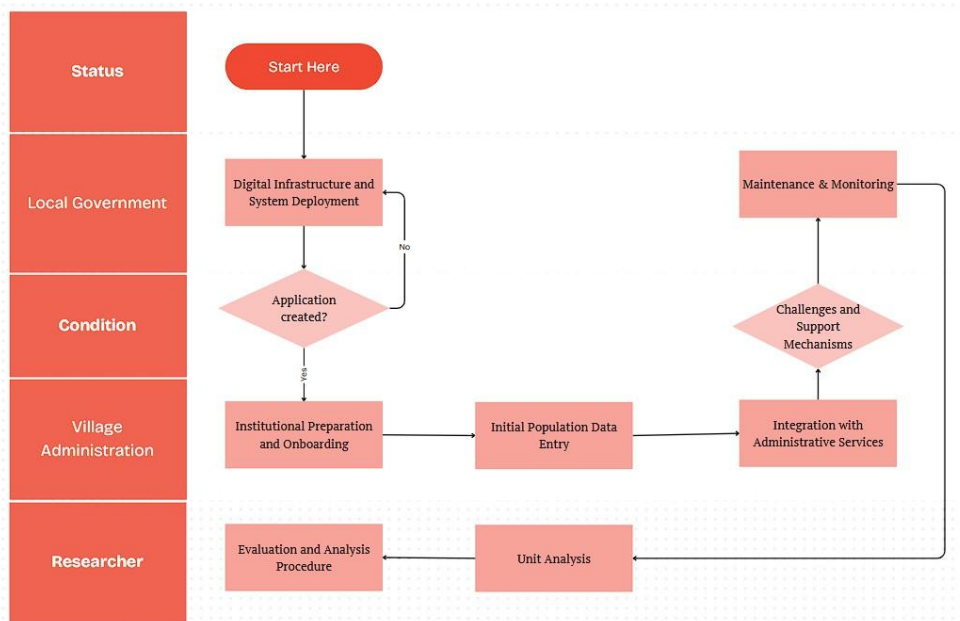 Status
Start Here
Local Government
Digital Infrastructure and
System Deployment
Maintenance & Monitoring
No
Condition
Application
created?
Challenges and
Support
Mechanisms
Yes
Village
Administration
Institutional Preparation
and Onboarding
Initial Population Data
Entry
Integration with
Administrative Services
Researcher
Evaluation and Analysis
Procedure
Unit Analysis